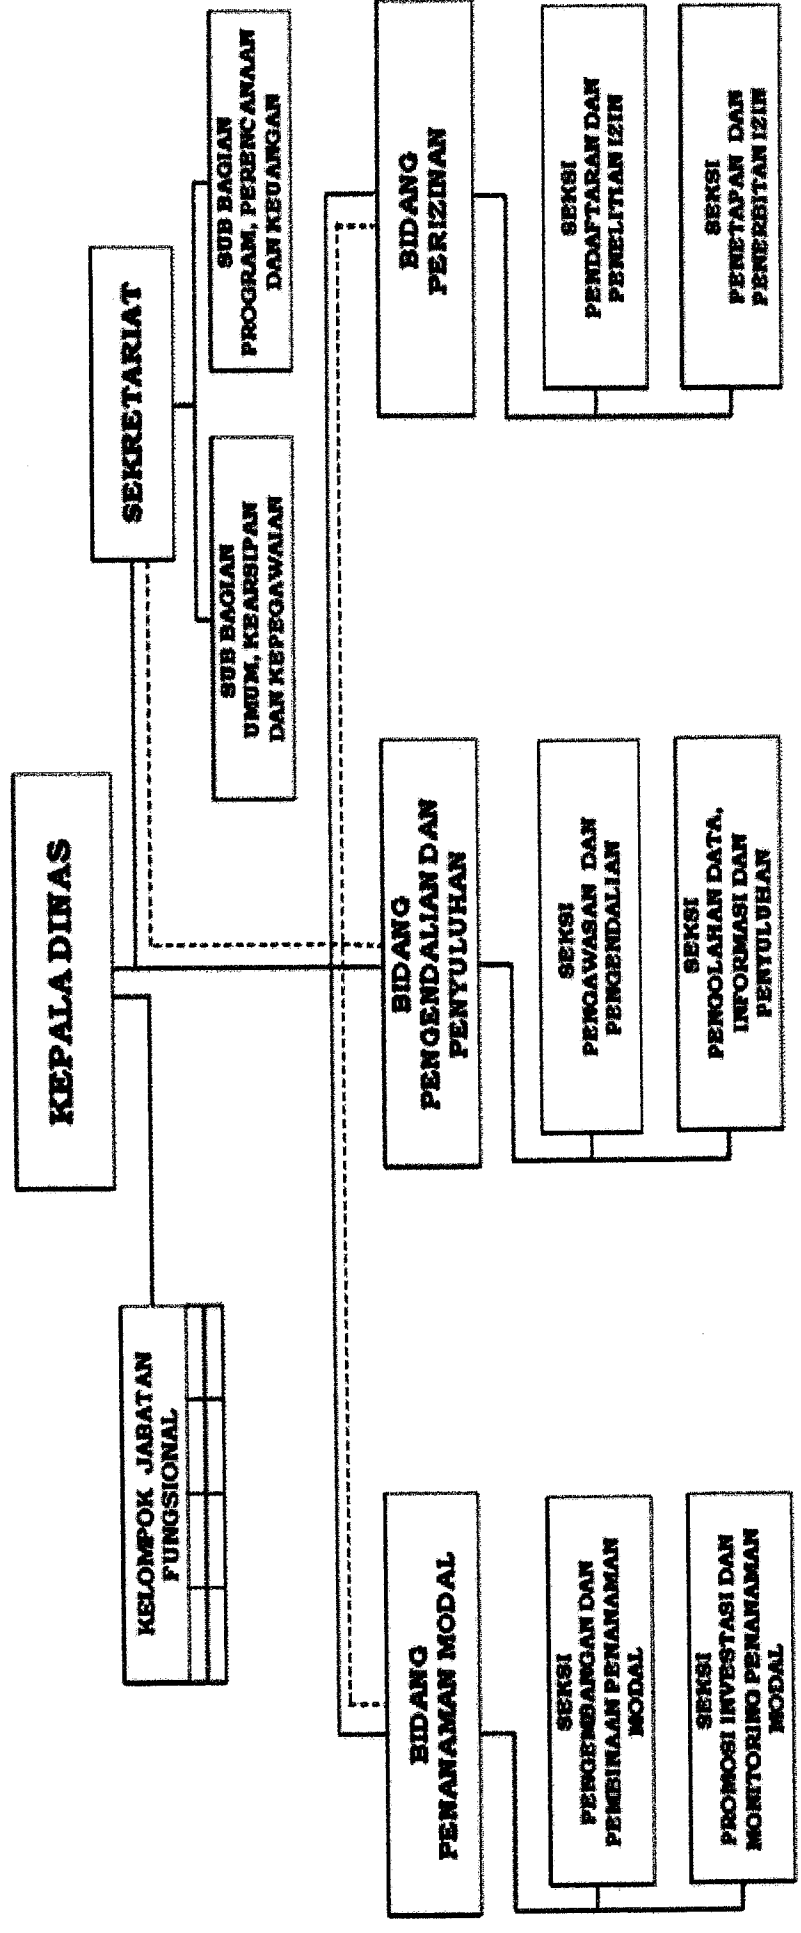 KEPALA DINAS
KELOMPOK JABATAN
FUNGSIONAL
SEKRETARIAT
SUB BAGIAN
UMUM, KEARSIPAN
DAN KEPEGAWAIAN
SUB BAGIAN
PROGRAM, PERENCANAAN
DAN KEUANGAN
BIDANG
PENANAMAN MODAL
BIDANG
PENGENDALIAN DAN
PENYULUHAN
BIDANG
PERIZINAN
SEKSI
PENGEMBANGAN DAN
PEMBINAAN PENANAMAN
MODAL
SEKSI
PENGAWASAN DAN
PENGENDALIAN
SEKSI
PENDAFTARAN DAN
PENELITIAN IZIN
SEKSI
PROMOSI INVESTASI DAN
MONITORING PENANAMAN
MODAL
SEKSI
PENGOLAHAN DATA,
INFORMASI DAN
PENYULUHAN
SEKSI
PENETAPAN DAN
PENERBITAN IZIN